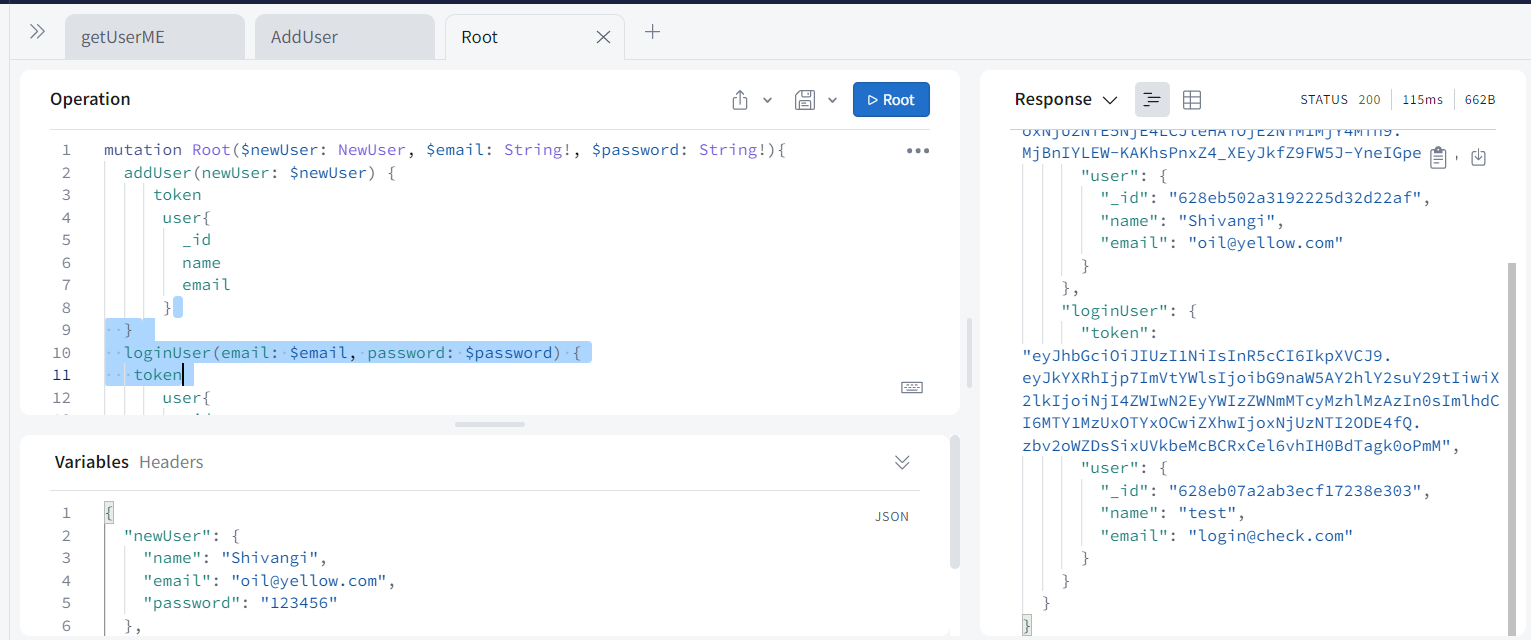 getUserME
AddUser
Root
Operation
Root
1 mutation Root($newUser: NewUser, $email: String!, $password: String!){
2 addUser(newUser: $newUser) {
3 token
4 user{
5 _id
6 name
7 email
8 }
9 }
10 loginUser(email: $email, password: $password) {
11 token
12 user{
Variables Headers
JSON
1 {
2 "newUser": {
3 "name": "Shivangi",
4 "email": "oil@yellow.com",
5 "password": "123456"
6 },
Response
STATUS 200 115ms 662B
MjBnIYLEW-KAKhsPnxZ4_XEyJkfZ9FW5J-YneIGpe
"user": {
"_id": "628eb502a3192225d32d22af",
"name": "Shivangi",
"email": "oil@yellow.com"
}
},
"loginUser": {
"token":
"eyJhbGciOiJIUzI1NiIsInR5cCI6IkpXVCJ9.
eyJkYXRhIjp7ImVtYWlsIjoibG9naW5AY2hlY2suY29tIiwiX
2lkIjoiNjI4ZWIwN2EyYWIzZWNmMTcyMzhlMzAzIn0sImlhdC
I6MTY1MzUxOTYxOCwiZXhwIjoxNjUzNTI2ODE4fQ.
zbv2oWZDsSixUVkbeMcBCRxCel6vhIH0BdTagk0oPmM",
"user": {
"_id": "628eb07a2ab3ecf17238e303",
"name": "test",
"email": "login@check.com"
}
}
}
}